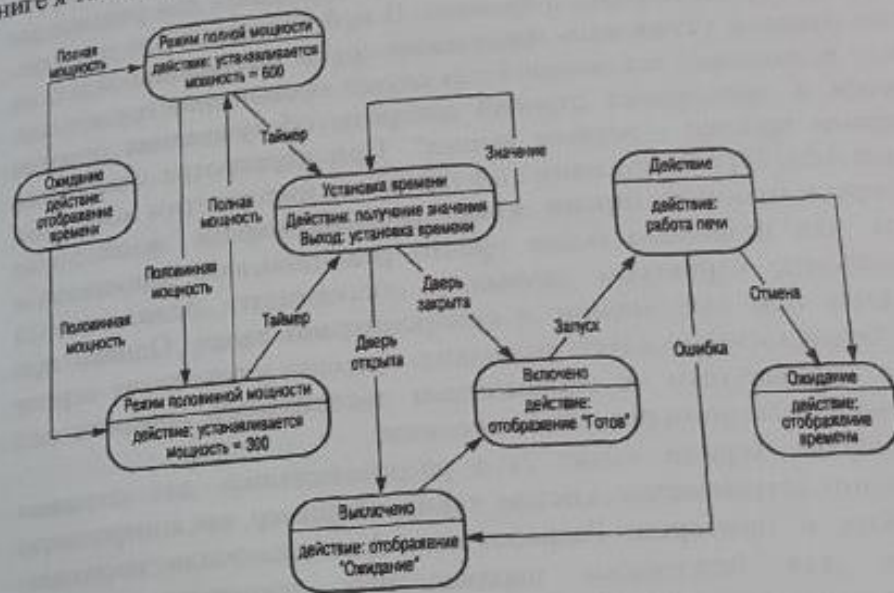 Полная
мощность
Режим полной мощности
действие: устанавливается
мощность = 600
Таймер
Значение
Ожидание
действие:
отображение
времени
Полная
мощность
Установка времени
Действие: получение значения
Выход: установка времени
Действие
действие:
работа печи
Половинная
мощность
Половинная
мощность
Таймер
Дверь
открыта
Дверь
закрыта
Запуск
Отмена
Ошибка
Режим половинной мощности
действие: устанавливается
мощность = 300
Включено
действие:
отображение "Готов"
Ожидание
действие:
отображение
времени
Выключено
действие: отображение
"Ожидание"